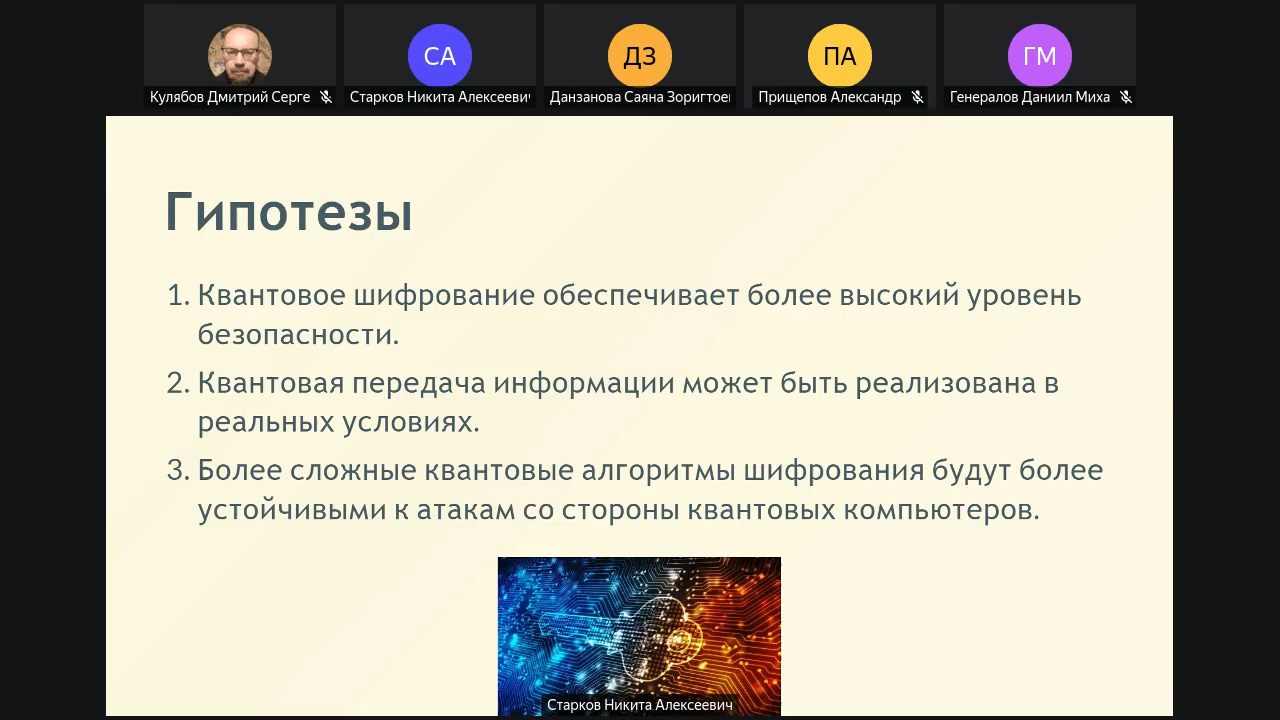 СА
ДЗ
ПА
ГМ
Кулябов Дмитрий Серге
Старков Никита Алексеевич
Данзанова Саяна Зоригтоев
Прищепов Александр
Генералов Даниил Миха
Гипотезы
1. Квантовое шифрование обеспечивает более высокий уровень
безопасности.
2. Квантовая передача информации может быть реализована в
реальных условиях.
3. Более сложные квантовые алгоритмы шифрования будут более
устойчивыми к атакам со стороны квантовых компьютеров.
Старков Никита Алексеевич